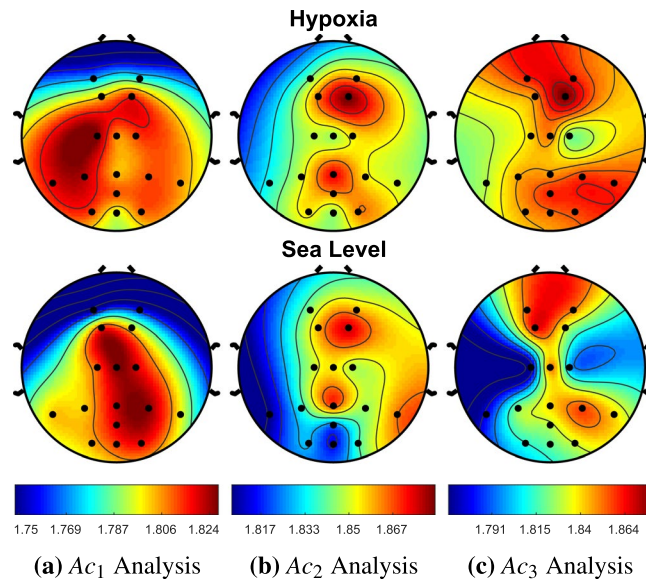 Hypoxia
Sea Level
1.75 1.769 1.787 1.806 1.824
1.817 1.833 1.85 1.867
1.791 1.815 1.84 1.864
(a) Ac1 Analysis
(b) Ac2 Analysis
(c) Ac3 Analysis